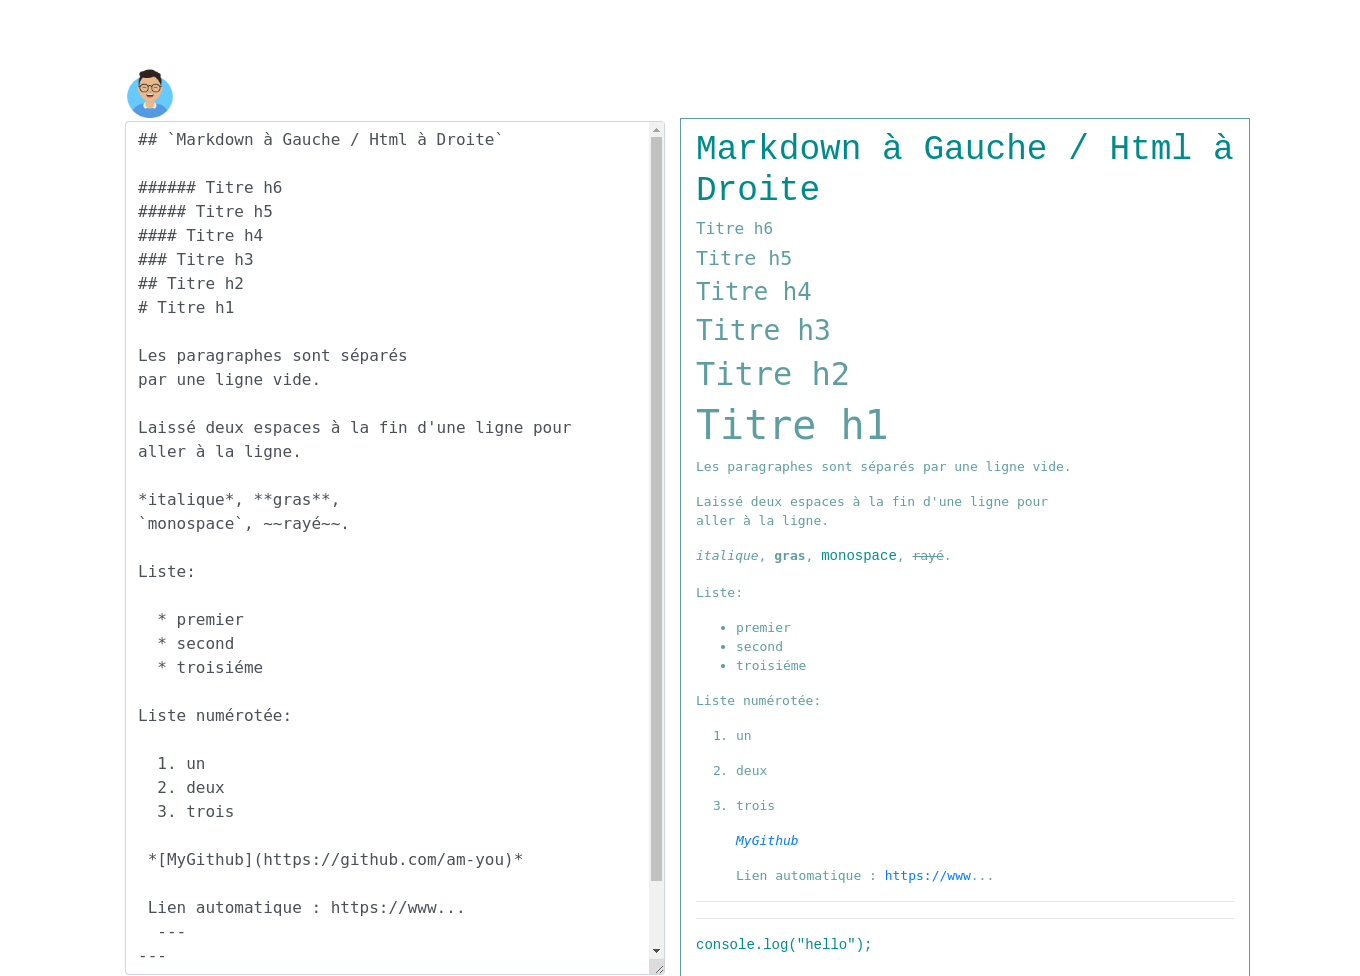 ## `Markdown à Gauche / Html à Droite`
###### Titre h6
##### Titre h5
#### Titre h4
### Titre h3
## Titre h2
# Titre h1
Les paragraphes sont séparés
par une ligne vide.
Laissé deux espaces à la fin d'une ligne pour
aller à la ligne.
*italique*, **gras**,
`monospace`, ~~rayé~~.
Liste:
* premier
* second
* troisiéme
Liste numérotée:
1. un
2. deux
3. trois
*[MyGithub](https://github.com/am-you)*
Lien automatique : https://www...
---
---
Markdown à Gauche / Html à
Droite
Titre h6
Titre h5
Titre h4
Titre h3
Titre h2
Titre h1
Les paragraphes sont séparés par une ligne vide.
Laissé deux espaces à la fin d'une ligne pour
aller à la ligne.
italique, gras, monospace, rayé.
Liste:
• premier
• second
• troisiéme
Liste numérotée:
1. un
2. deux
3. trois
MyGithub
Lien automatique : https://www...
console.log("hello");